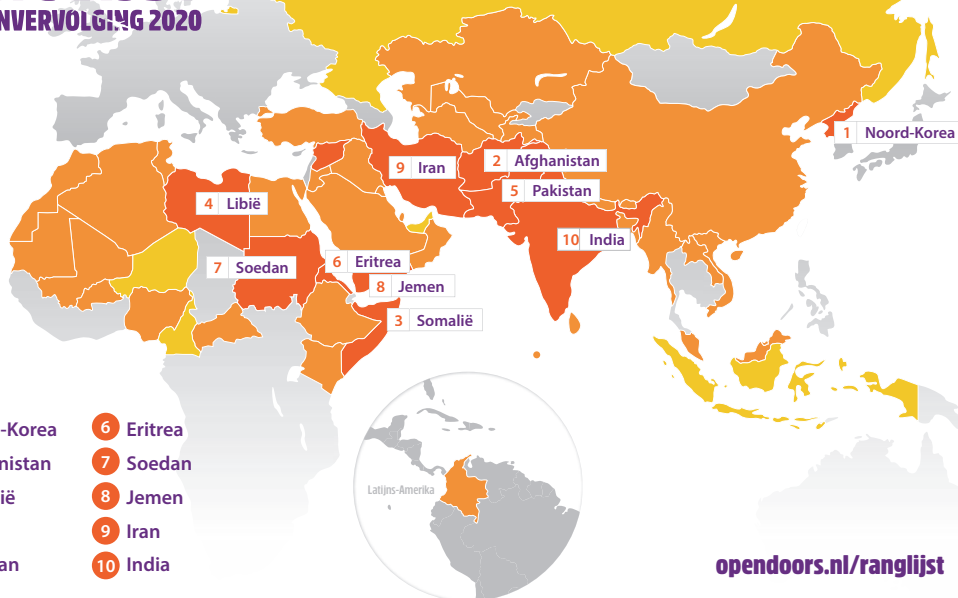 NVERVOLGING 2020
1 Noord-Korea
9 Iran
2 Afghanistan
5 Pakistan
4 Libië
10 India
7 Soedan
6 Eritrea
8 Jemen
3 Somalië
-Korea
nistan
ië
an
6 Eritrea
7 Soedan
8 Jemen
9 Iran
10 India
Latijns-Amerika
opendoors.nl/ranglijst